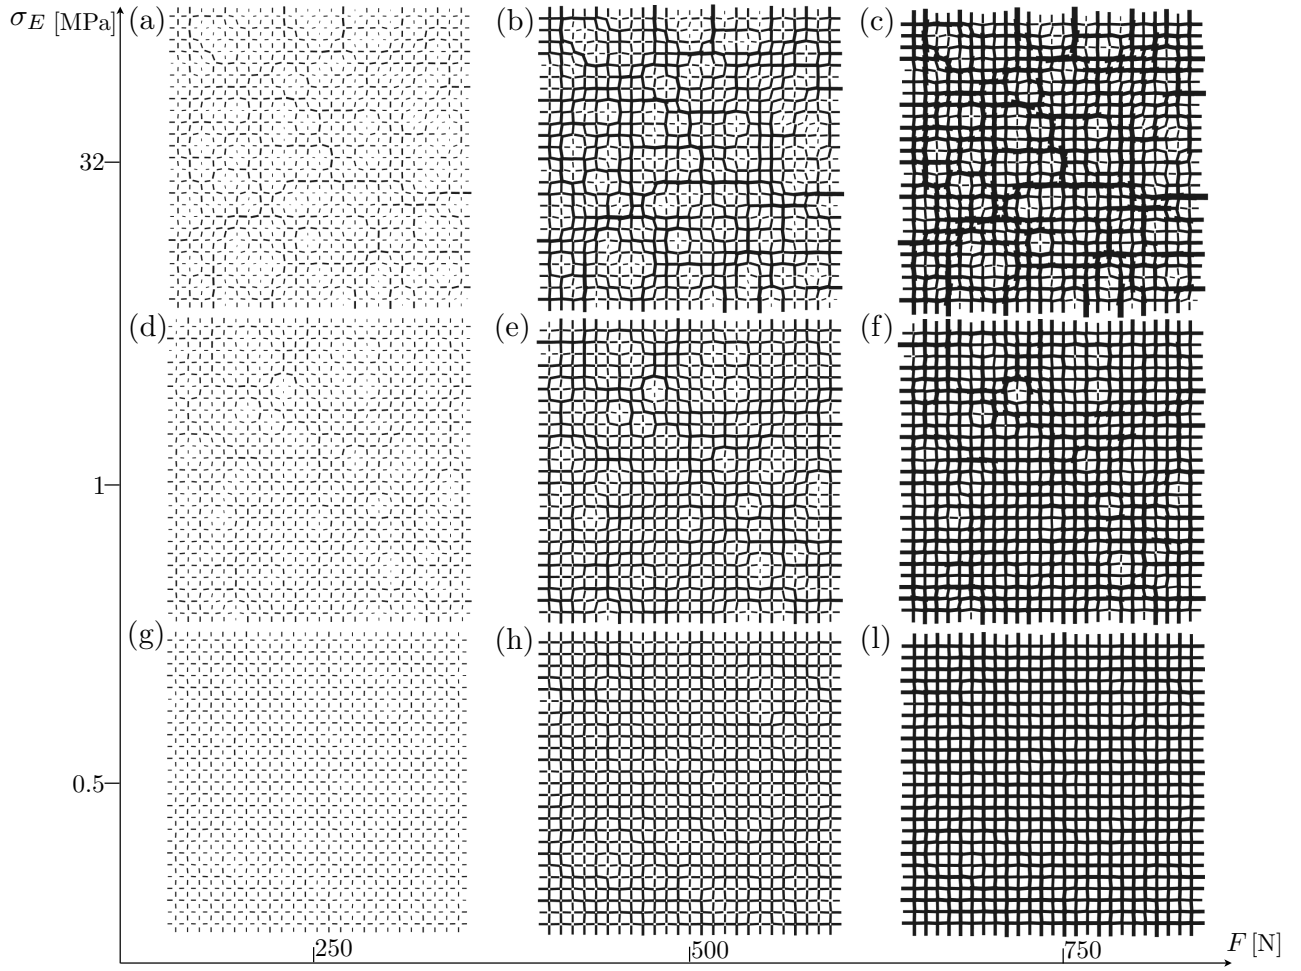 σ_E [MPa]
(a)
(b)
(c)
32
(d)
(e)
(f)
1
(g)
(h)
(l)
0.5
250
500
750
F [N]